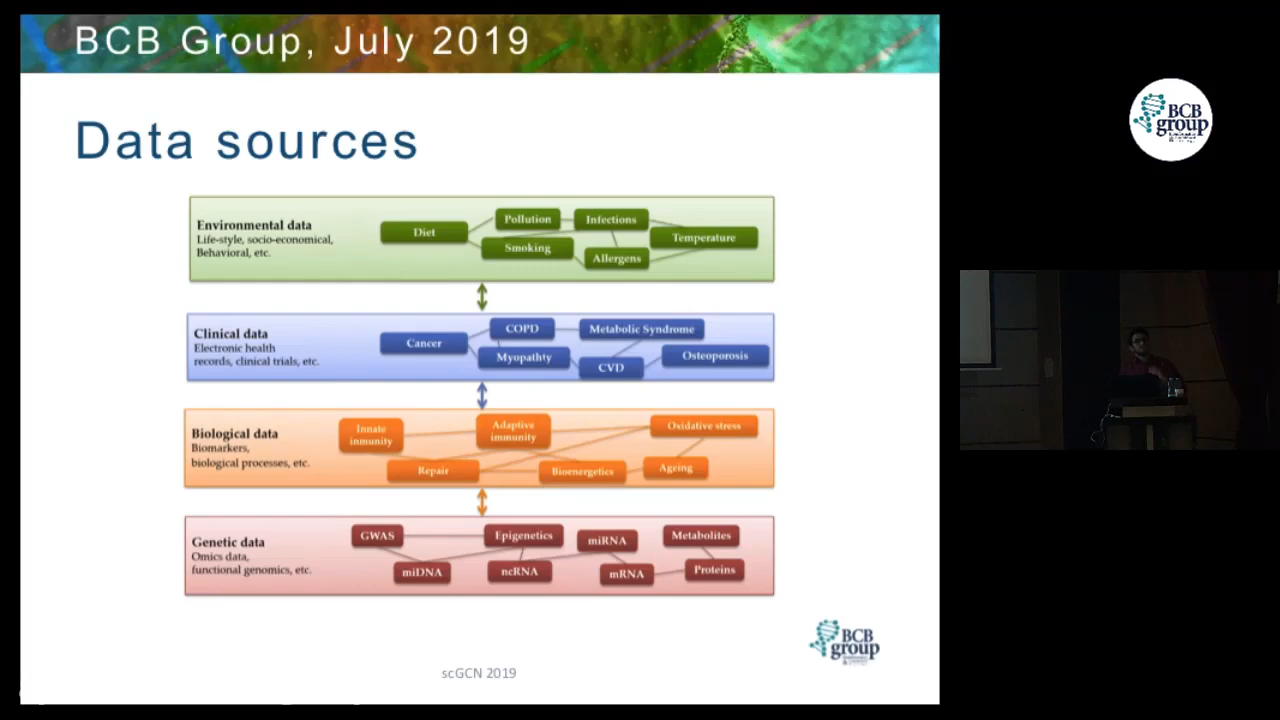 BCB Group, July 2019
Data sources
Environmental data
Life-style, socio-economical,
Behavioral, etc.
Diet
Pollution
Infections
Smoking
Allergens
Temperature
Clinical data
Electronic health
records, clinical trials, etc.
Cancer
COPD
Metabolic Syndrome
Myopathty
CVD
Osteoporosis
Biological data
Biomarkers,
biological processes, etc.
Innate
inmunity
Adaptive
immunity
Oxidative stress
Repair
Bioenergetics
Ageing
Genetic data
Omics data,
functional genomics, etc.
GWAS
Epigenetics
miRNA
Metabolites
miDNA
ncRNA
mRNA
Proteins
BCB
group
scGCN 2019
BCB
group